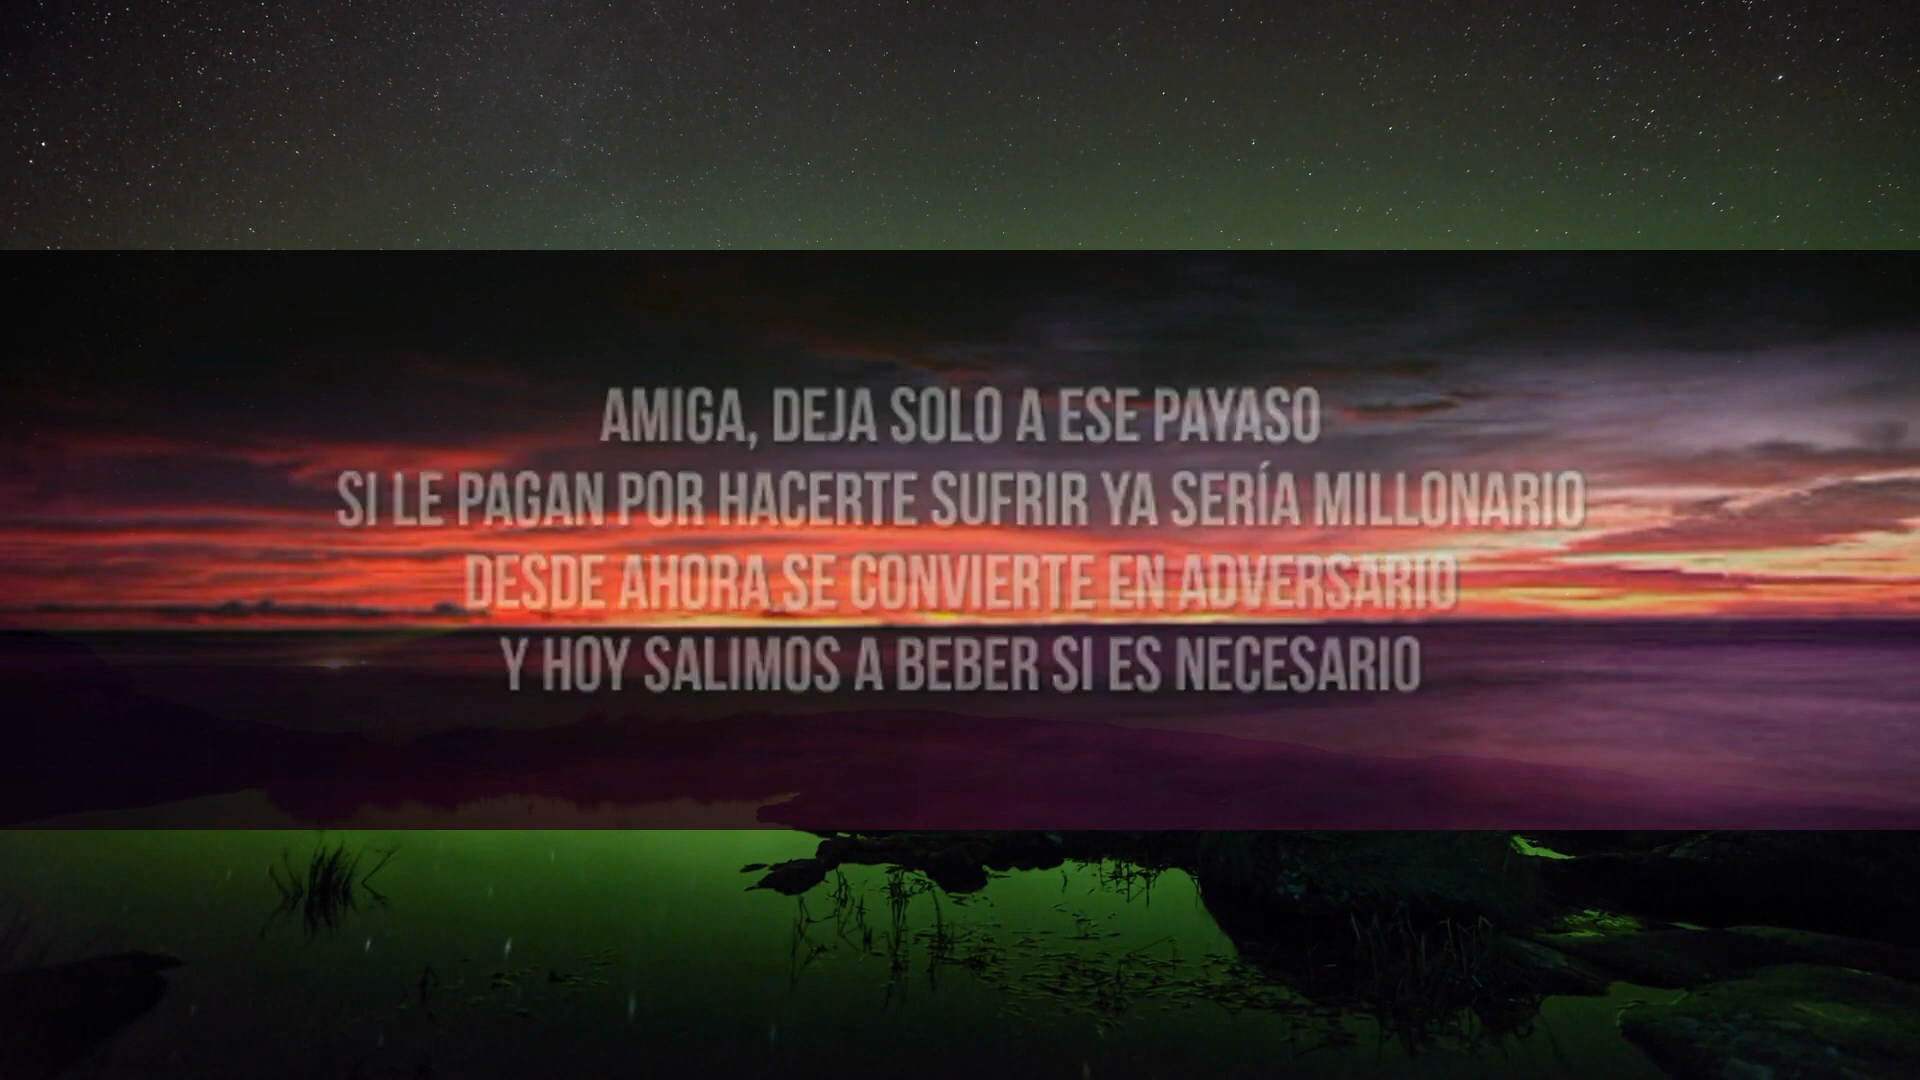 AMIGA, DEJA SOLO A ESE PAYASO
SI LE PAGAN POR HACERTE SUFRIR YA SERÍA MILLONARIO
DESDE AHORA SE CONVIERTE EN ADVERSARIO
Y HOY SALIMOS A BEBER SI ES NECESARIO